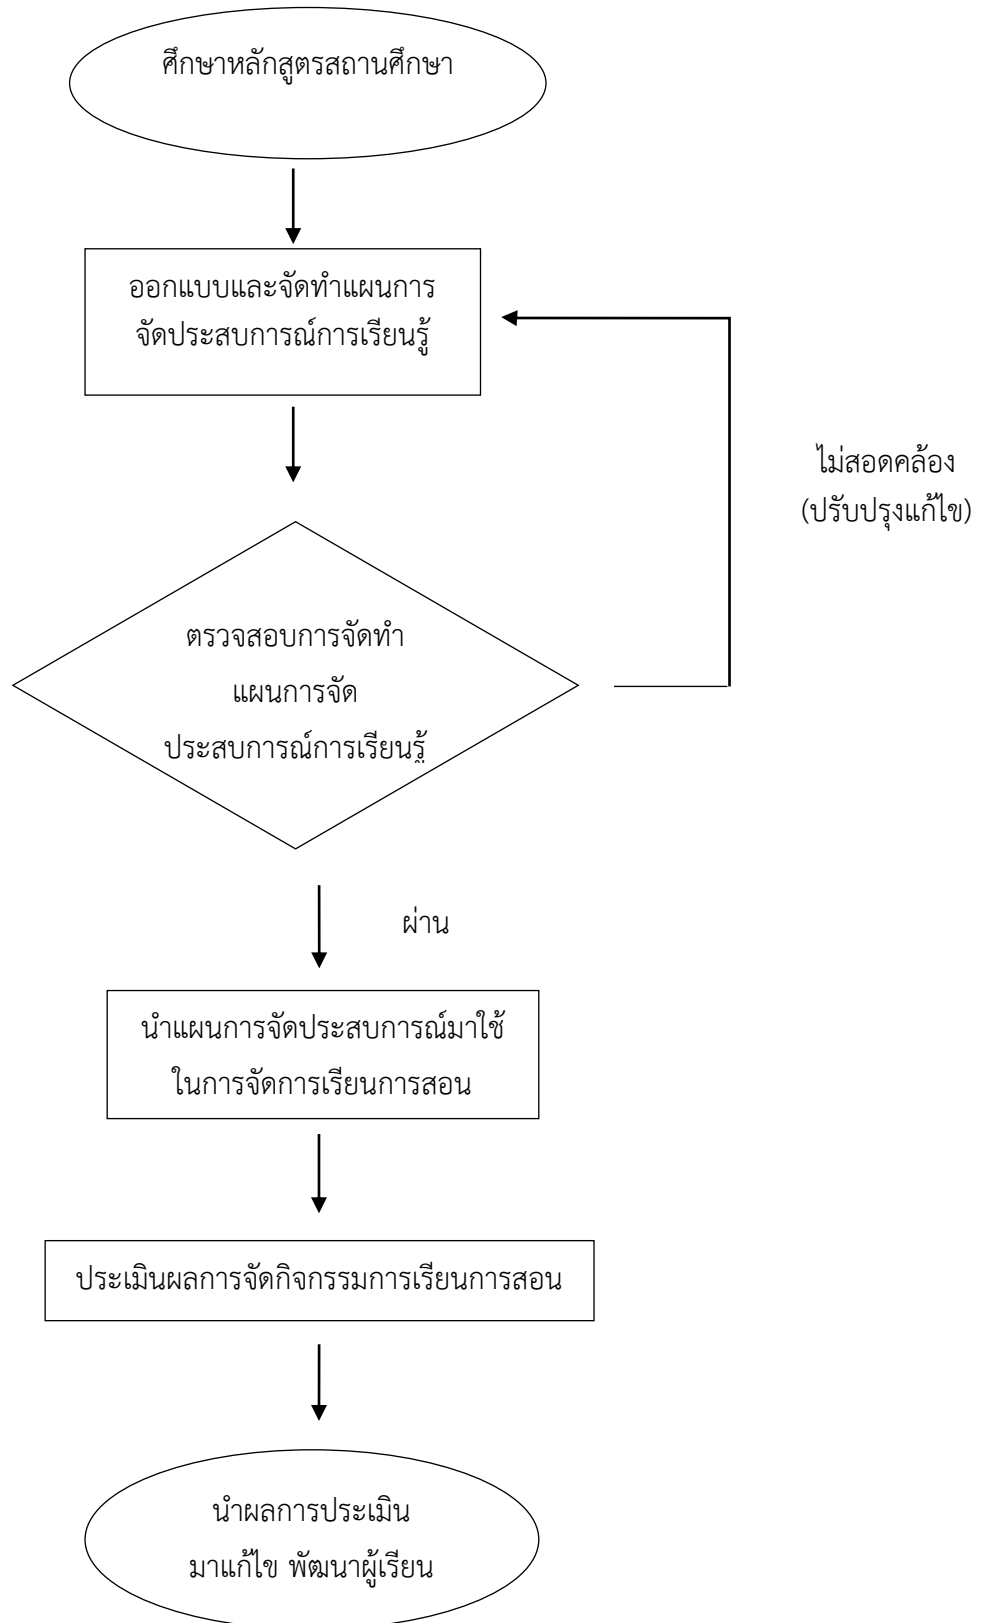 ศึกษาหลักสูตรสถานศึกษา
ออกแบบและจัดทำแผนการ
จัดประสบการณ์การเรียนรู้
ไม่สอดคล้อง
(ปรับปรุงแก้ไข)
ตรวจสอบการจัดทำ
แผนการจัด
ประสบการณ์การเรียนรู้
ผ่าน
นำแผนการจัดประสบการณ์มาใช้
ในการจัดการเรียนการสอน
ประเมินผลการจัดกิจกรรมการเรียนการสอน
นำผลการประเมิน
มาแก้ไข พัฒนาผู้เรียน